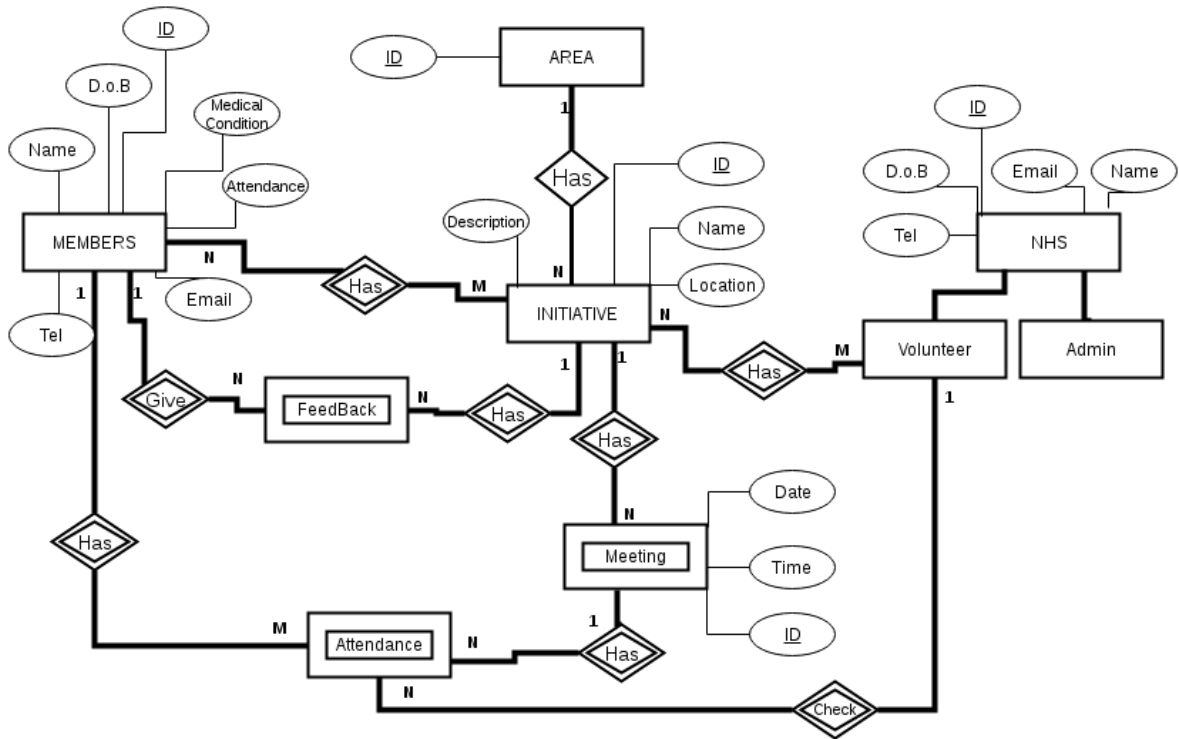 ID
AREA
ID
D.o.B
Medical
Condition
ID
1
Name
ID
D.o.B
Email
Name
Has
Attendance
Description
Name
Tel
NHS
MEMBERS
N
Has
M
N
Location
1
1
Email
INITIATIVE
N
Tel
M
Volunteer
Admin
1
1
Has
Give
N
FeedBack
N
Has
1
Has
Date
N
Has
Meeting
Time
1
M
N
ID
Attendance
Has
N
Check